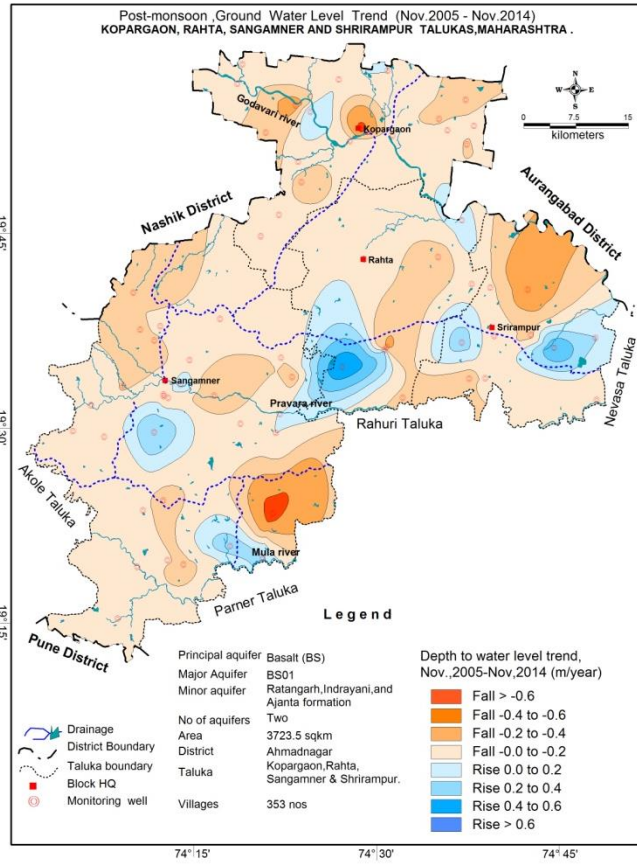 Post-monsoon ,Ground Water Level Trend (Nov.2005 - Nov.2014)
KOPARGAON, RAHTA, SANGAMNER AND SHRIRAMPUR TALUKAS,MAHARASHTRA .
N
W E
S
0 7.5 15
kilometers
Godavari river
Kopargaon
Nashik District
Aurangabad District
19°45'
Rahta
Srirampur
Sangamner
Pravara river
Nevasa Taluka
Rahuri Taluka
19°30'
Akole Taluka
Mula river
Parner Taluka
19°15'
Pune District
Legend
Drainage
District Boundary
Taluka boundary
Block HQ
Monitoring well
Principal aquifer Basalt (BS)
Major Aquifer BS01
Minor aquifer Ratangarh,Indrayani,and
Ajanta formation
No of aquifers Two
Area 3723.5 sqkm
District Ahmadnagar
Taluka Kopargaon,Rahta,
Sangamner & Shrirampur.
Villages 353 nos
Depth to water level trend,
Nov.,2005-Nov,2014 (m/year)
Fall > -0.6
Fall -0.4 to -0.6
Fall -0.2 to -0.4
Fall -0.0 to -0.2
Rise 0.0 to 0.2
Rise 0.2 to 0.4
Rise 0.4 to 0.6
Rise > 0.6
74°15' 74°30' 74°45'